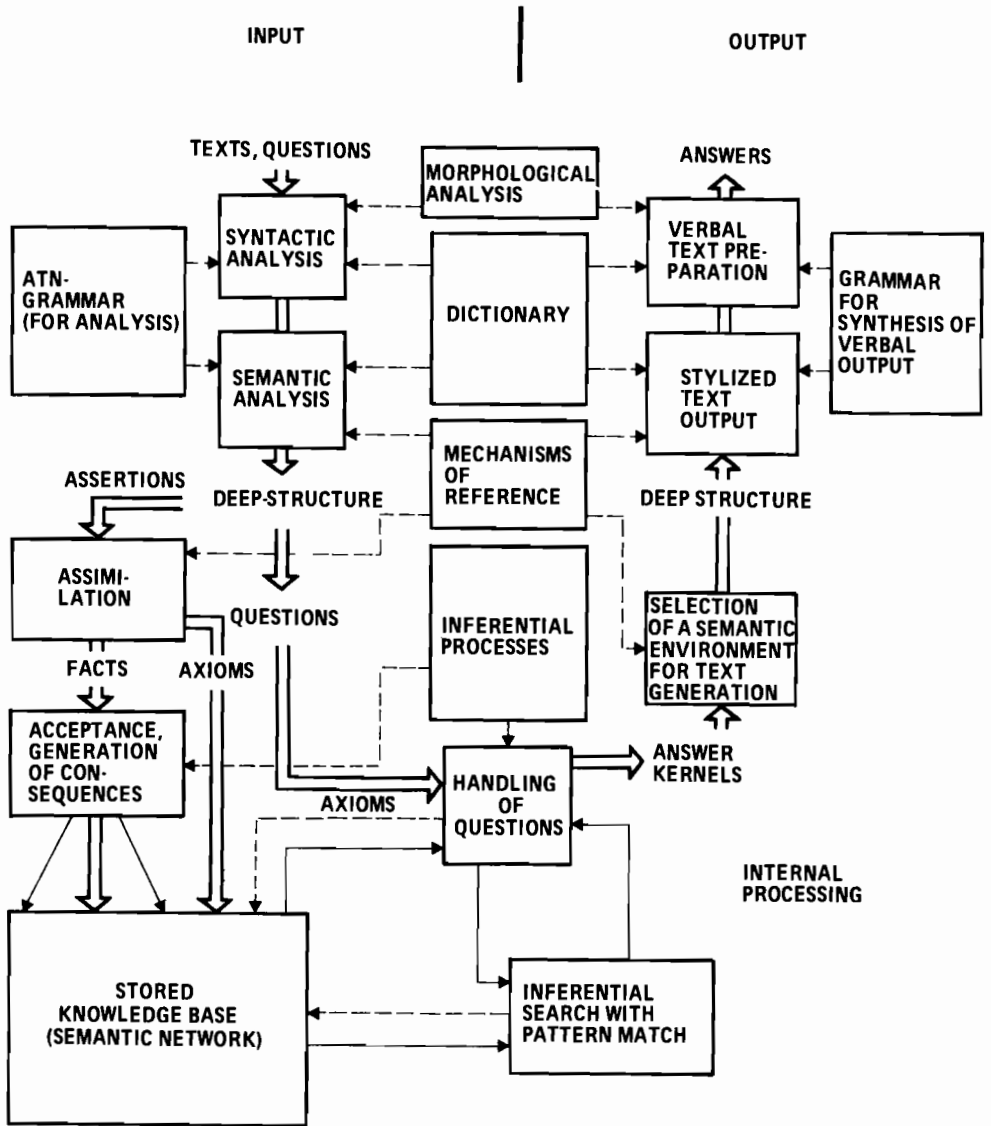 INPUT
OUTPUT
TEXTS, QUESTIONS
MORPHOLOGICAL
ANALYSIS
ANSWERS
SYNTACTIC
ANALYSIS
VERBAL
TEXT PRE-
PARATION
ATN-
GRAMMAR
(FOR ANALYSIS)
DICTIONARY
GRAMMAR
FOR
SYNTHESIS OF
VERBAL
OUTPUT
SEMANTIC
ANALYSIS
STYLIZED
TEXT
OUTPUT
MECHANISMS
OF
REFERENCE
ASSERTIONS
DEEP-STRUCTURE
DEEP STRUCTURE
ASSIMI-
LATION
QUESTIONS
INFERENTIAL
PROCESSES
SELECTION
OF A SEMANTIC
ENVIRONMENT
FOR TEXT
GENERATION
FACTS
AXIOMS
ACCEPTANCE,
GENERATION
OF CON-
SEQUENCES
AXIOMS
HANDLING
OF
QUESTIONS
ANSWER
KERNELS
INTERNAL
PROCESSING
STORED
KNOWLEDGE BASE
(SEMANTIC NETWORK)
INFERENTIAL
SEARCH WITH
PATTERN MATCH